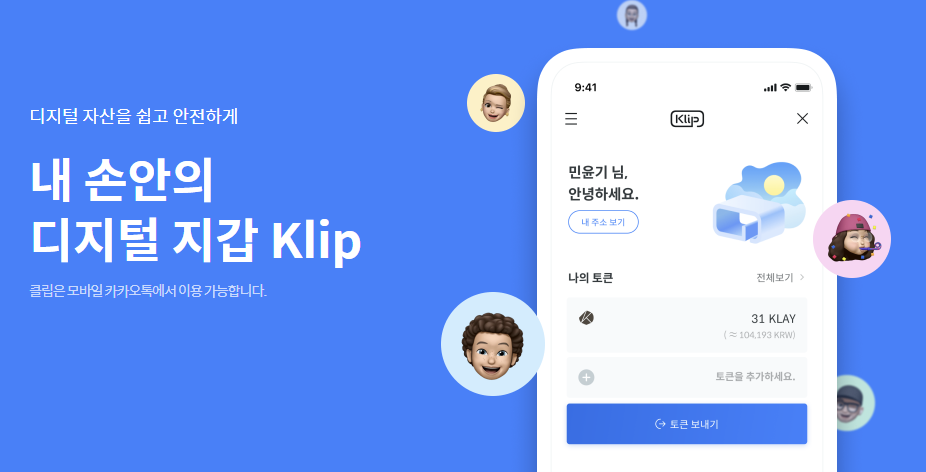 디지털 자산을 쉽고 안전하게
내 손안의
디지털 지갑 Klip
클립은 모바일 카카오톡에서 이용 가능합니다.
9:41
Klip
민윤기 님,
안녕하세요.
내 주소 보기
나의 토큰
전체보기
31 KLAY
( ≈ 104,193 KRW)
토큰을 추가하세요.
토큰 보내기